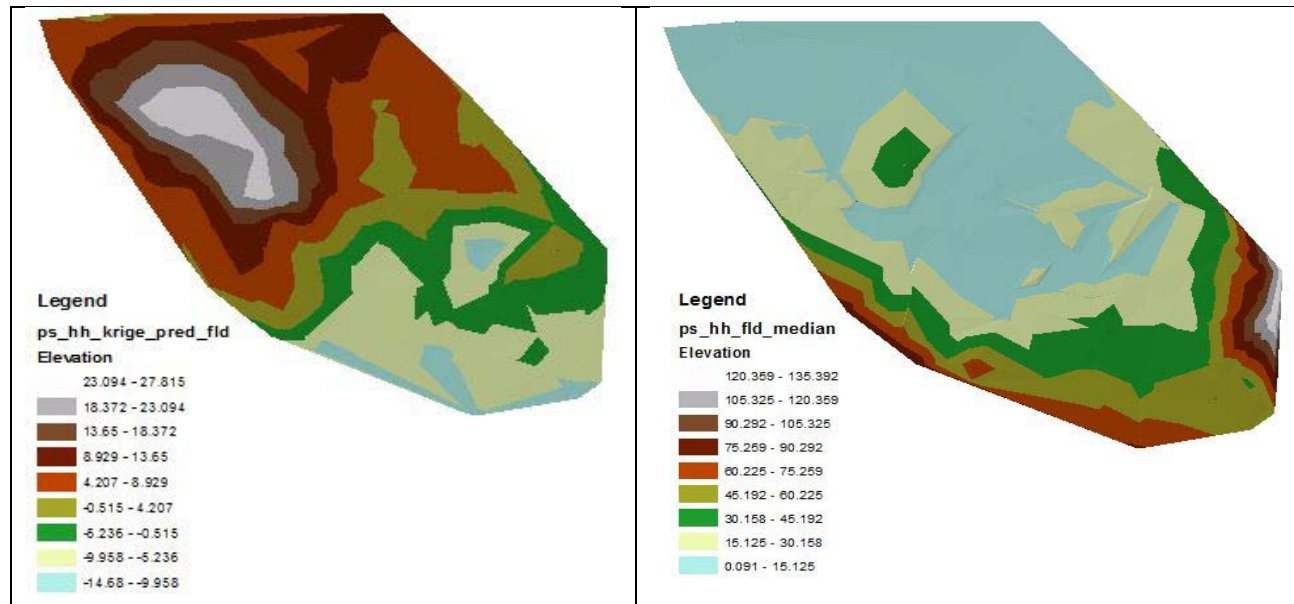 Legend
ps_hh_krige_pred_fld
Elevation
23.094 - 27.815
18.372 - 23.094
13.65 - 18.372
8.929 - 13.65
4.207 - 8.929
-0.515 - 4.207
-5.236 - -0.515
-9.958 - -5.236
-14.68 - -9.958
Legend
ps_hh_fld_median
Elevation
120.359 - 135.392
105.325 - 120.359
90.292 - 105.325
75.259 - 90.292
60.225 - 75.259
45.192 - 60.225
30.158 - 45.192
15.125 - 30.158
0.091 - 15.125